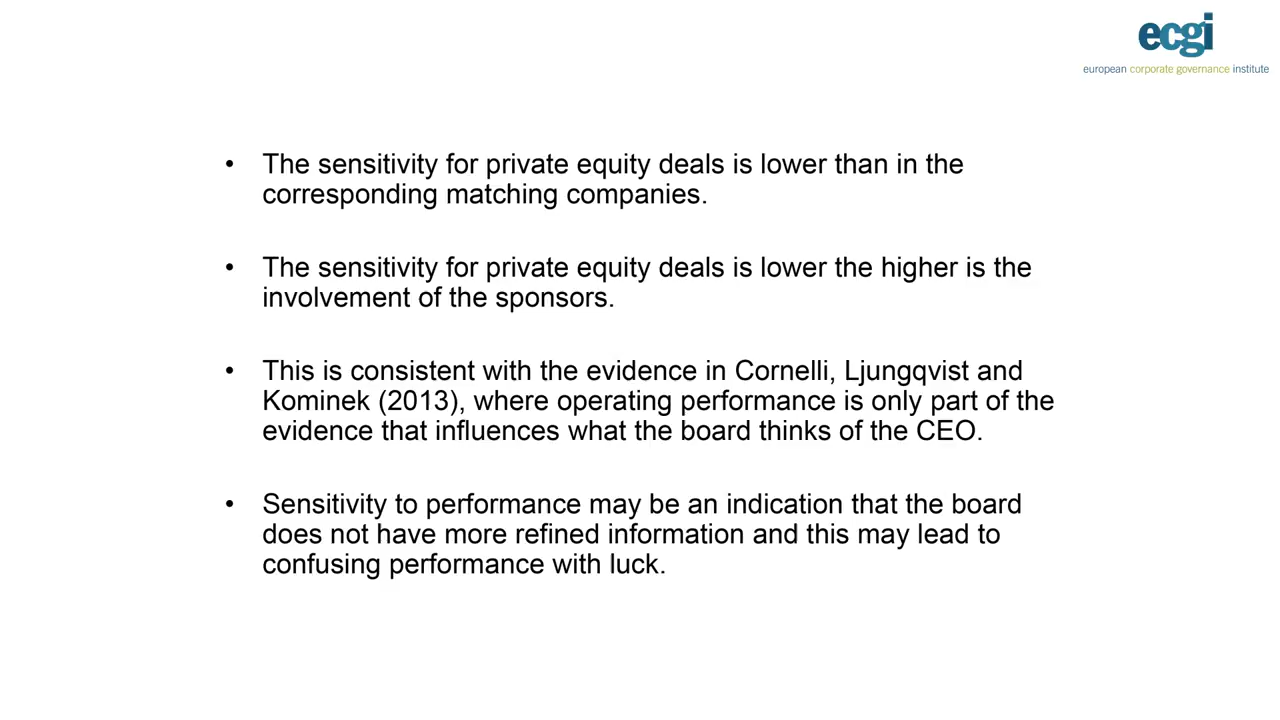 ecgi
european corporate governance institute
• The sensitivity for private equity deals is lower than in the
corresponding matching companies.
• The sensitivity for private equity deals is lower the higher is the
involvement of the sponsors.
• This is consistent with the evidence in Cornelli, Ljungqvist and
Kominek (2013), where operating performance is only part of the
evidence that influences what the board thinks of the CEO.
• Sensitivity to performance may be an indication that the board
does not have more refined information and this may lead to
confusing performance with luck.